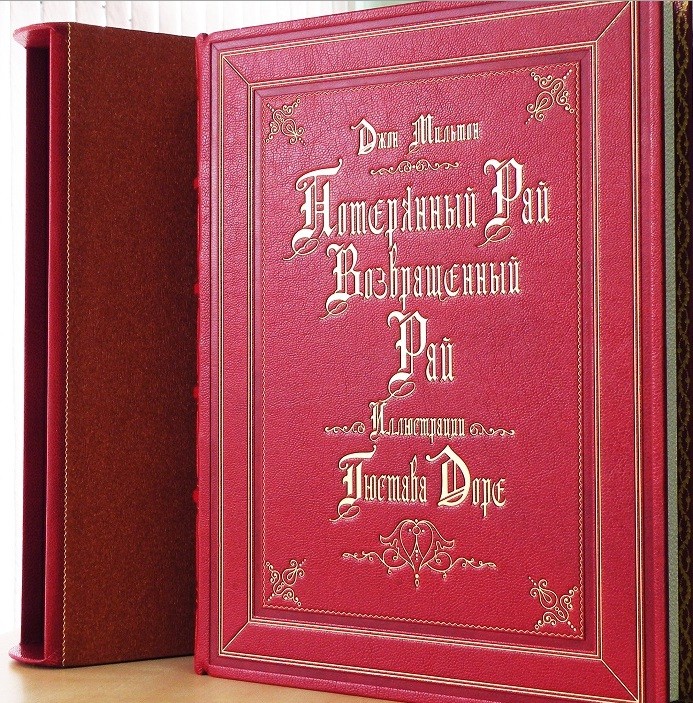 Джон Мильтон
Потерянный Рай
Возвращенный
Рай
Иллюстрации
Гюстава Доре